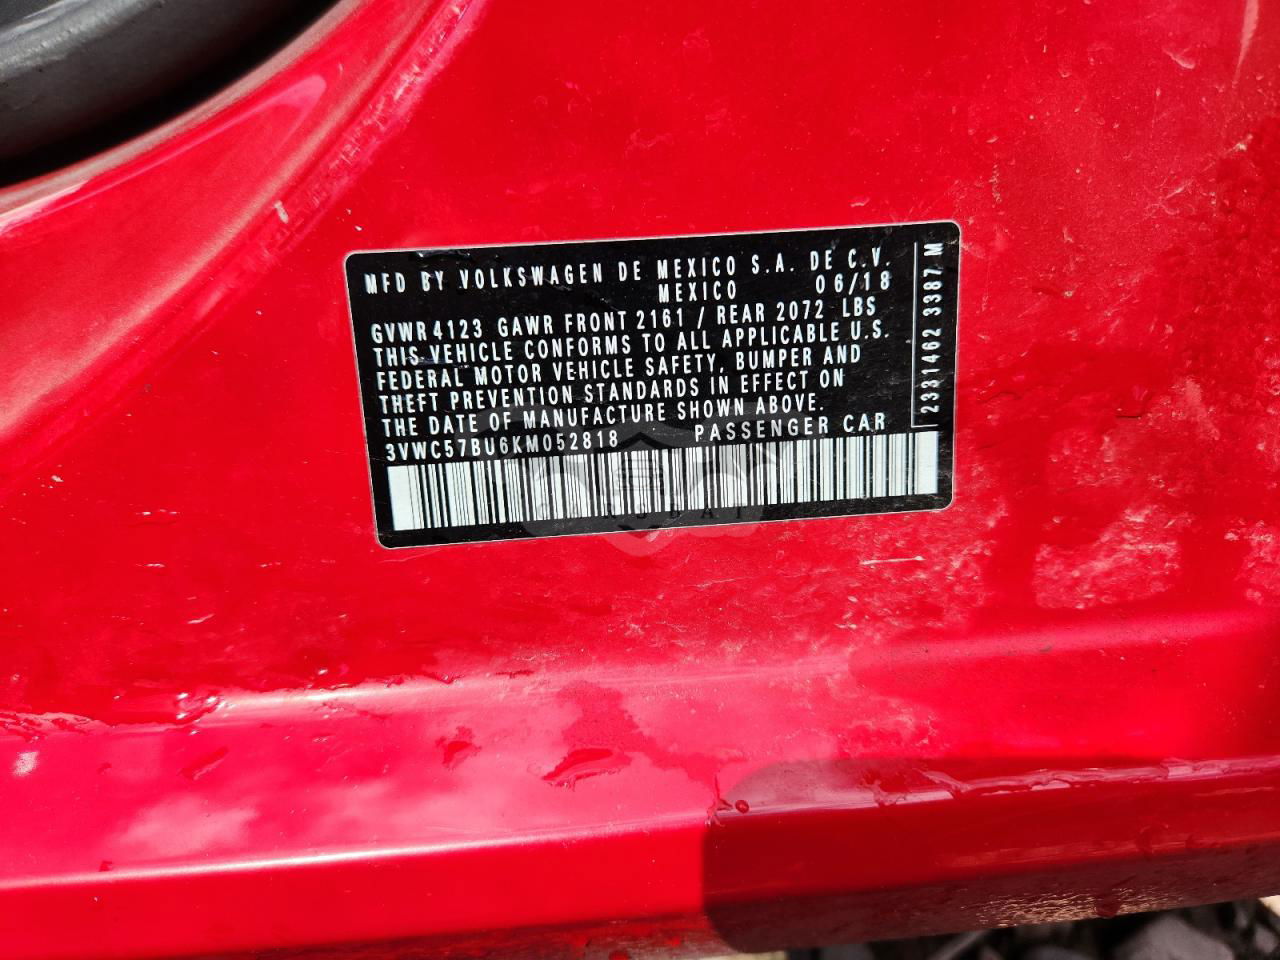 MFD BY VOLKSWAGEN DE MEXICO S.A. DE C.V.
MEXICO 06/18
GVWR 4123 GAWR FRONT 2161 / REAR 2072 LBS
THIS VEHICLE CONFORMS TO ALL APPLICABLE U.S.
FEDERAL MOTOR VEHICLE SAFETY, BUMPER AND
THEFT PREVENTION STANDARDS IN EFFECT ON
THE DATE OF MANUFACTURE SHOWN ABOVE.
3VWC57BU6KM052818 PASSENGER CAR
2331462 3387 M